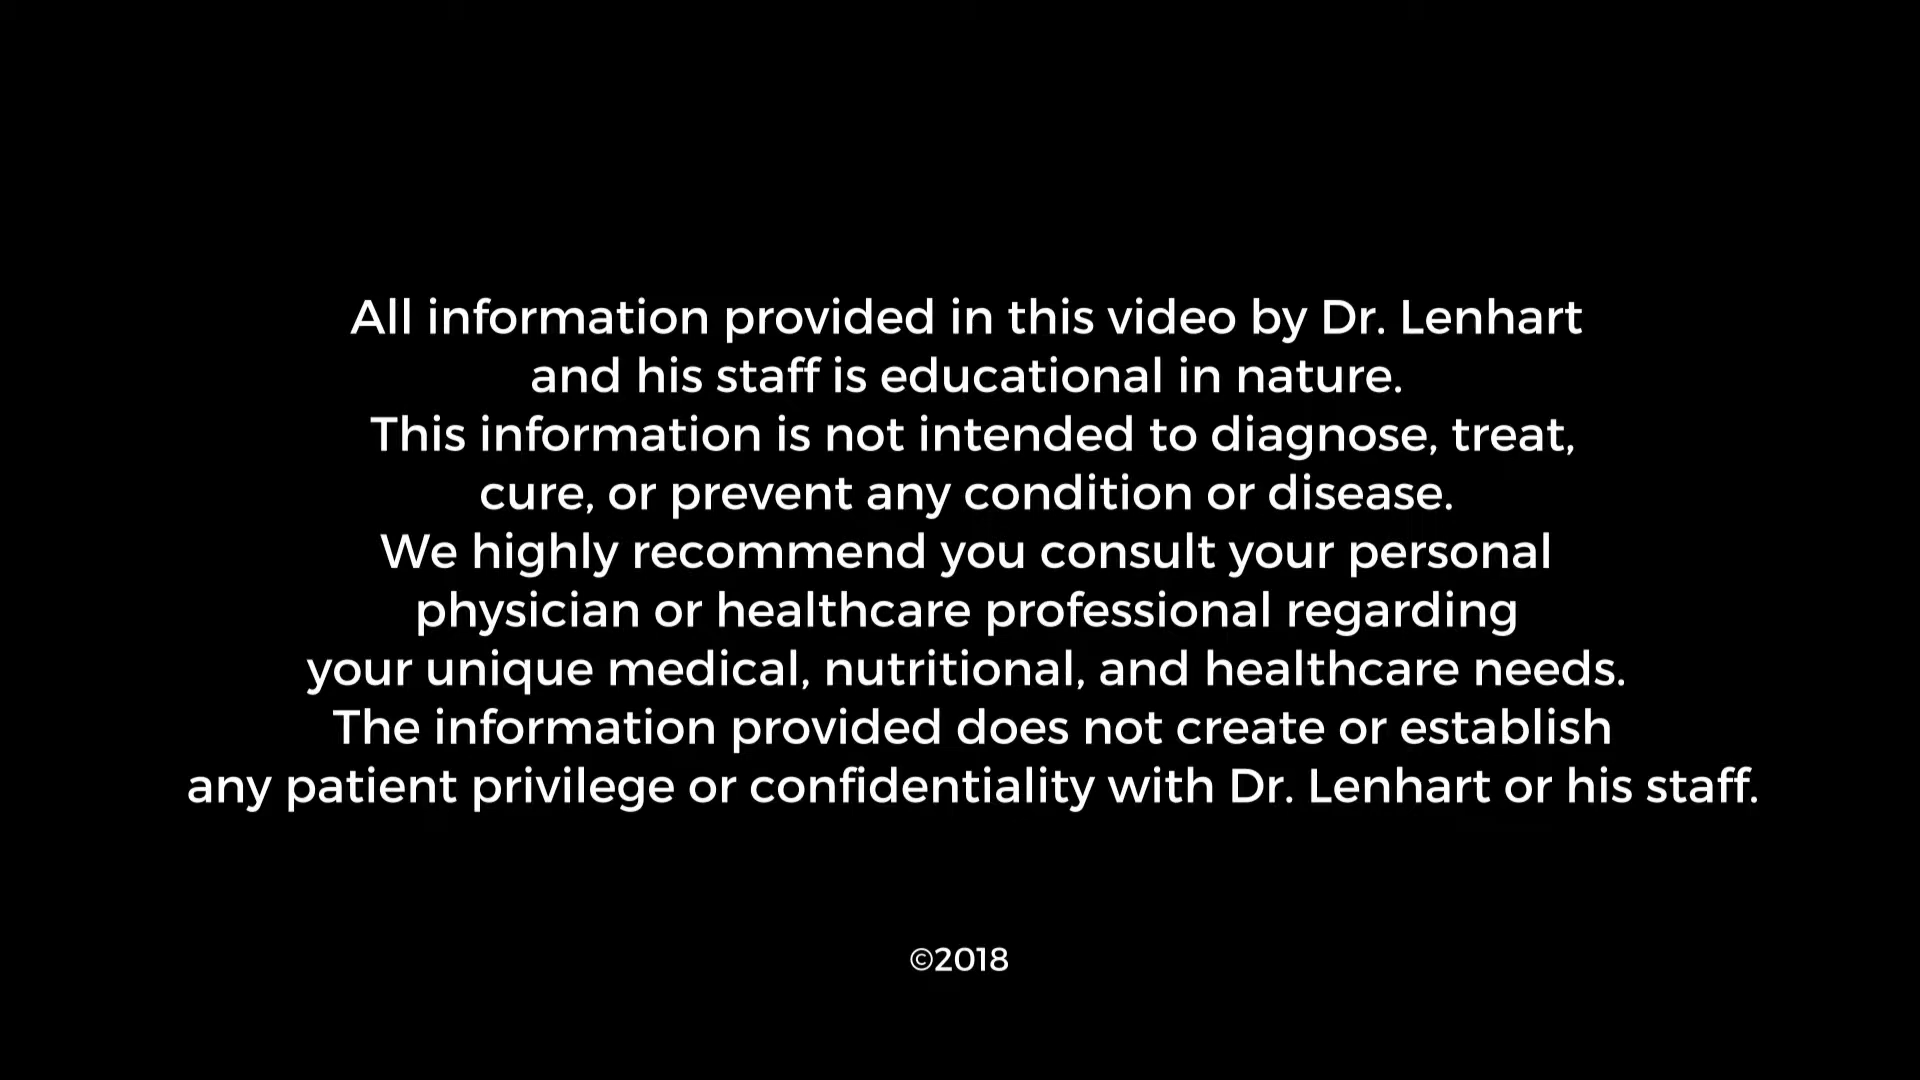 All information provided in this video by Dr. Lenhart
and his staff is educational in nature.
This information is not intended to diagnose, treat,
cure, or prevent any condition or disease.
We highly recommend you consult your personal
physician or healthcare professional regarding
your unique medical, nutritional, and healthcare needs.
The information provided does not create or establish
any patient privilege or confidentiality with Dr. Lenhart or his staff.
©2018